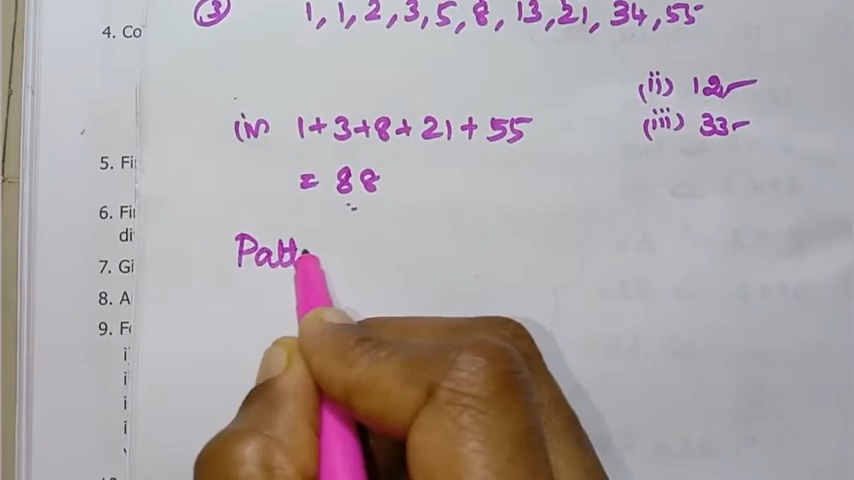 4. Co
(3) 1, 1, 2, 3, 5, 8, 13, 21, 34, 55
(ii) 12
(iii) 33
(iv) 1+3+8+21+55
= 88
5. Fi
6. Fi
di
Patt
7. Gi
8. A
9. Fo
i
i
i
i